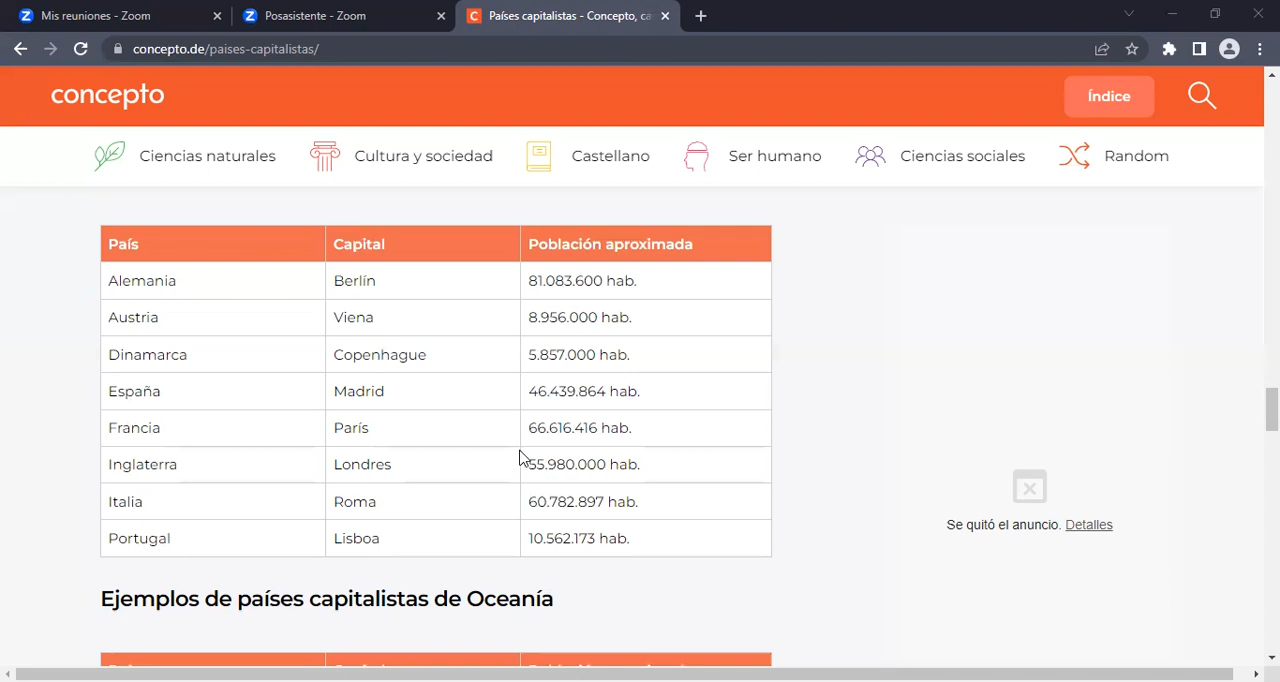 Mis reuniones - Zoom
Posasistente - Zoom
Países capitalistas - Concepto, ca
concepto.de/paises-capitalistas/
concepto
Índice
Ciencias naturales
Cultura y sociedad
Castellano
Ser humano
Ciencias sociales
Random
País Capital Población aproximada
Alemania Berlín 81.083.600 hab.
Austria Viena 8.956.000 hab.
Dinamarca Copenhague 5.857.000 hab.
España Madrid 46.439.864 hab.
Francia París 66.616.416 hab.
Inglaterra Londres 55.980.000 hab.
Italia Roma 60.782.897 hab.
Portugal Lisboa 10.562.173 hab.
Se quitó el anuncio. Detalles
Ejemplos de países capitalistas de Oceanía